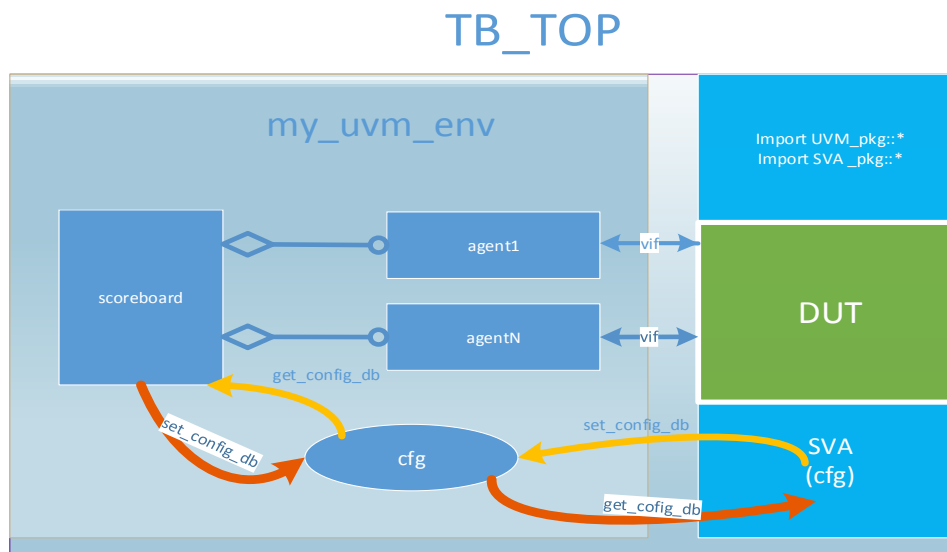 TB_TOP
my_uvm_env
Import UVM_pkg::*
Import SVA _pkg::*
agent1
vif
scoreboard
DUT
agentN
vif
get_config_db
set_config_db
set_config_db
cfg
SVA
(cfg)
get_cofig_db